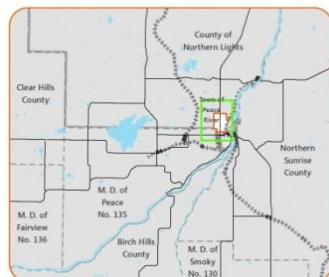 County of
Northern Lights
Clear Hills
County
Town of
Peace
River
Northern
Sunrise
County
M. D. of
Peace
No. 135
M. D. of
Fairview
No. 136
Birch Hills
County
M. D. of
Smoky
No. 130